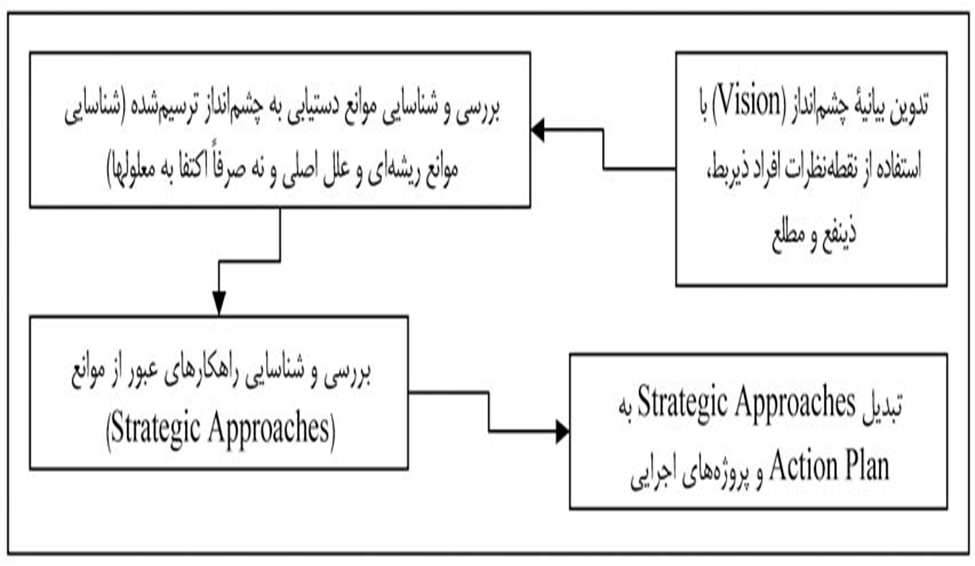 تدوین بیانیهٔ چشم‌انداز (Vision) با
استفاده از نقطه‌نظرات افراد ذیربط،
ذینفع و مطلع
بررسی و شناسایی موانع دستیابی به چشم‌انداز ترسیم‌شده (شناسایی
موانع ریشه‌ای و علل اصلی و نه صرفاً اکتفا به معلولها)
بررسی و شناسایی راهکارهای عبور از موانع
(Strategic Approaches)
تبدیل Strategic Approaches به
Action Plan و پروژه‌های اجرایی